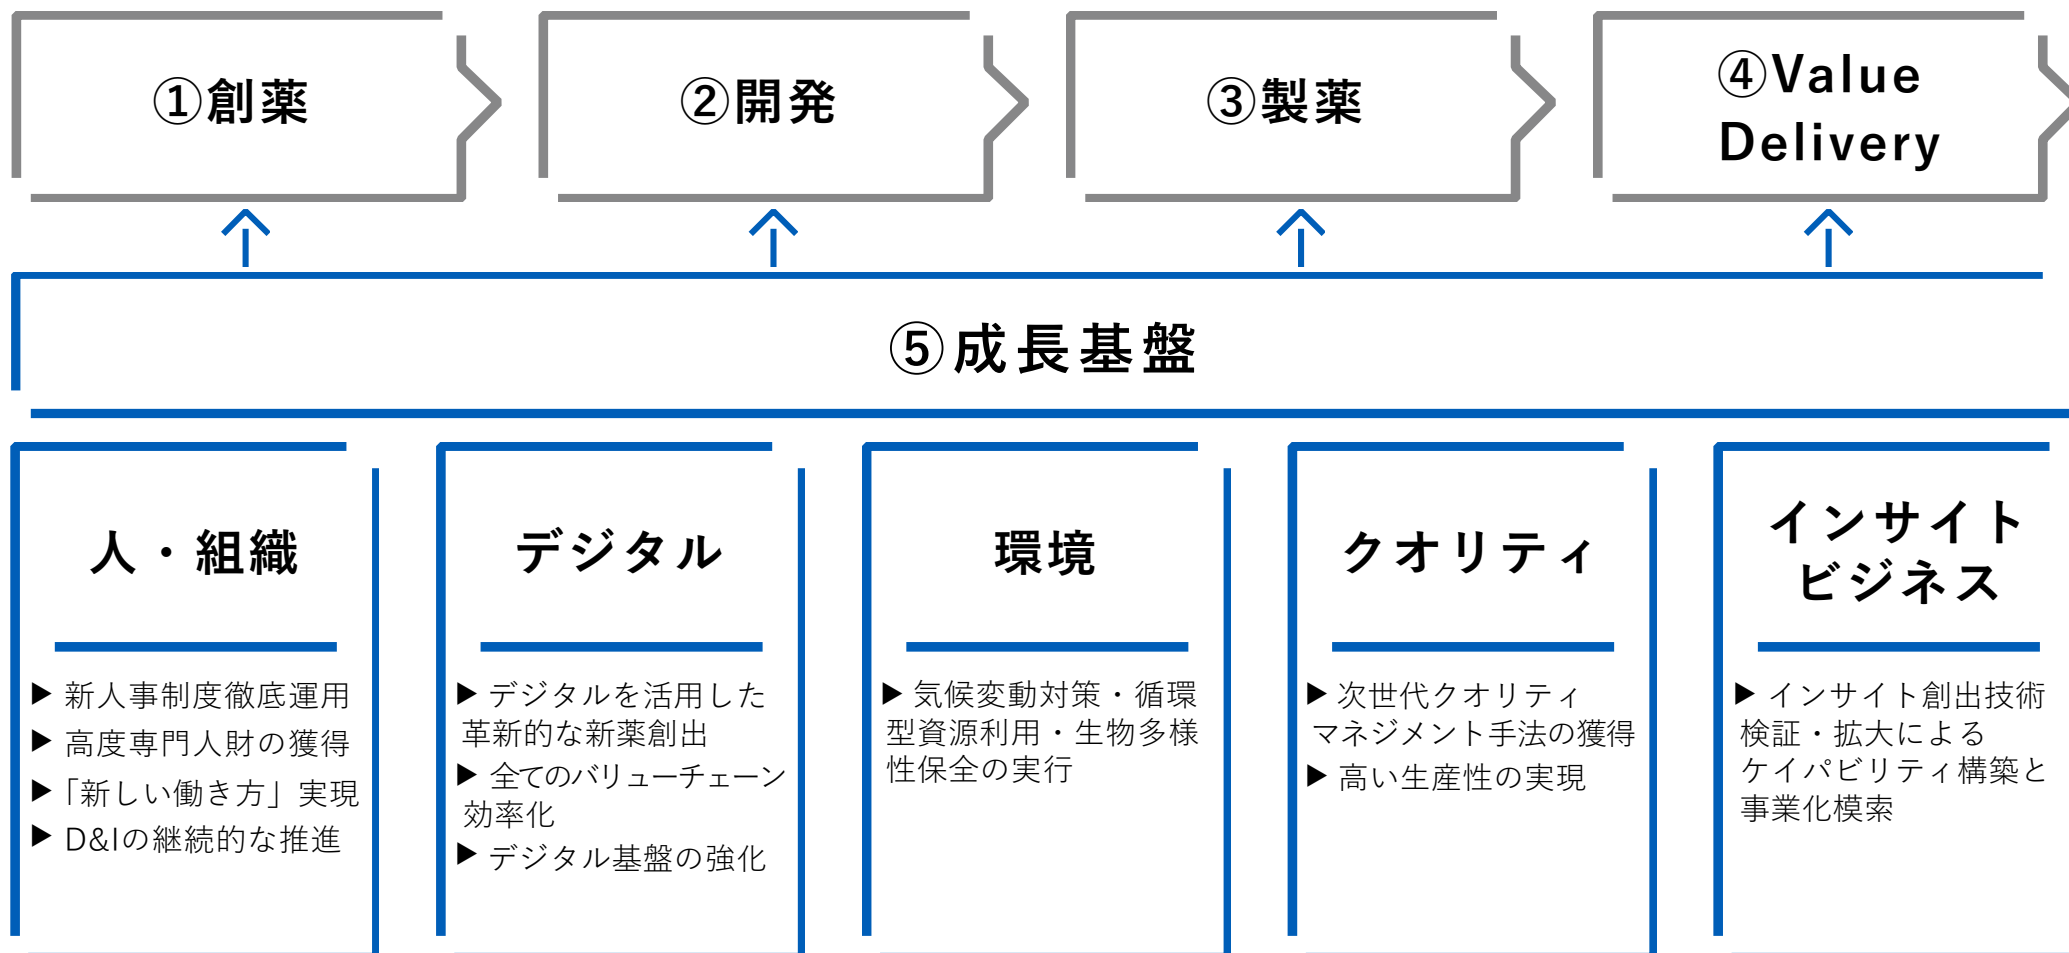 ①創薬
②開発
③製薬
④Value
Delivery
⑤成長基盤
人・組織
▶ 新人事制度徹底運用
▶ 高度専門人財の獲得
▶「新しい働き方」実現
▶ D&Iの継続的な推進
デジタル
▶ デジタルを活用した
革新的な新薬創出
▶ 全てのバリューチェーン
効率化
▶ デジタル基盤の強化
環境
▶ 気候変動対策・循環
型資源利用・生物多様
性保全の実行
クオリティ
▶ 次世代クオリティ
マネジメント手法の獲得
▶ 高い生産性の実現
インサイト
ビジネス
▶ インサイト創出技術
検証・拡大による
ケイパビリティ構築と
事業化模索